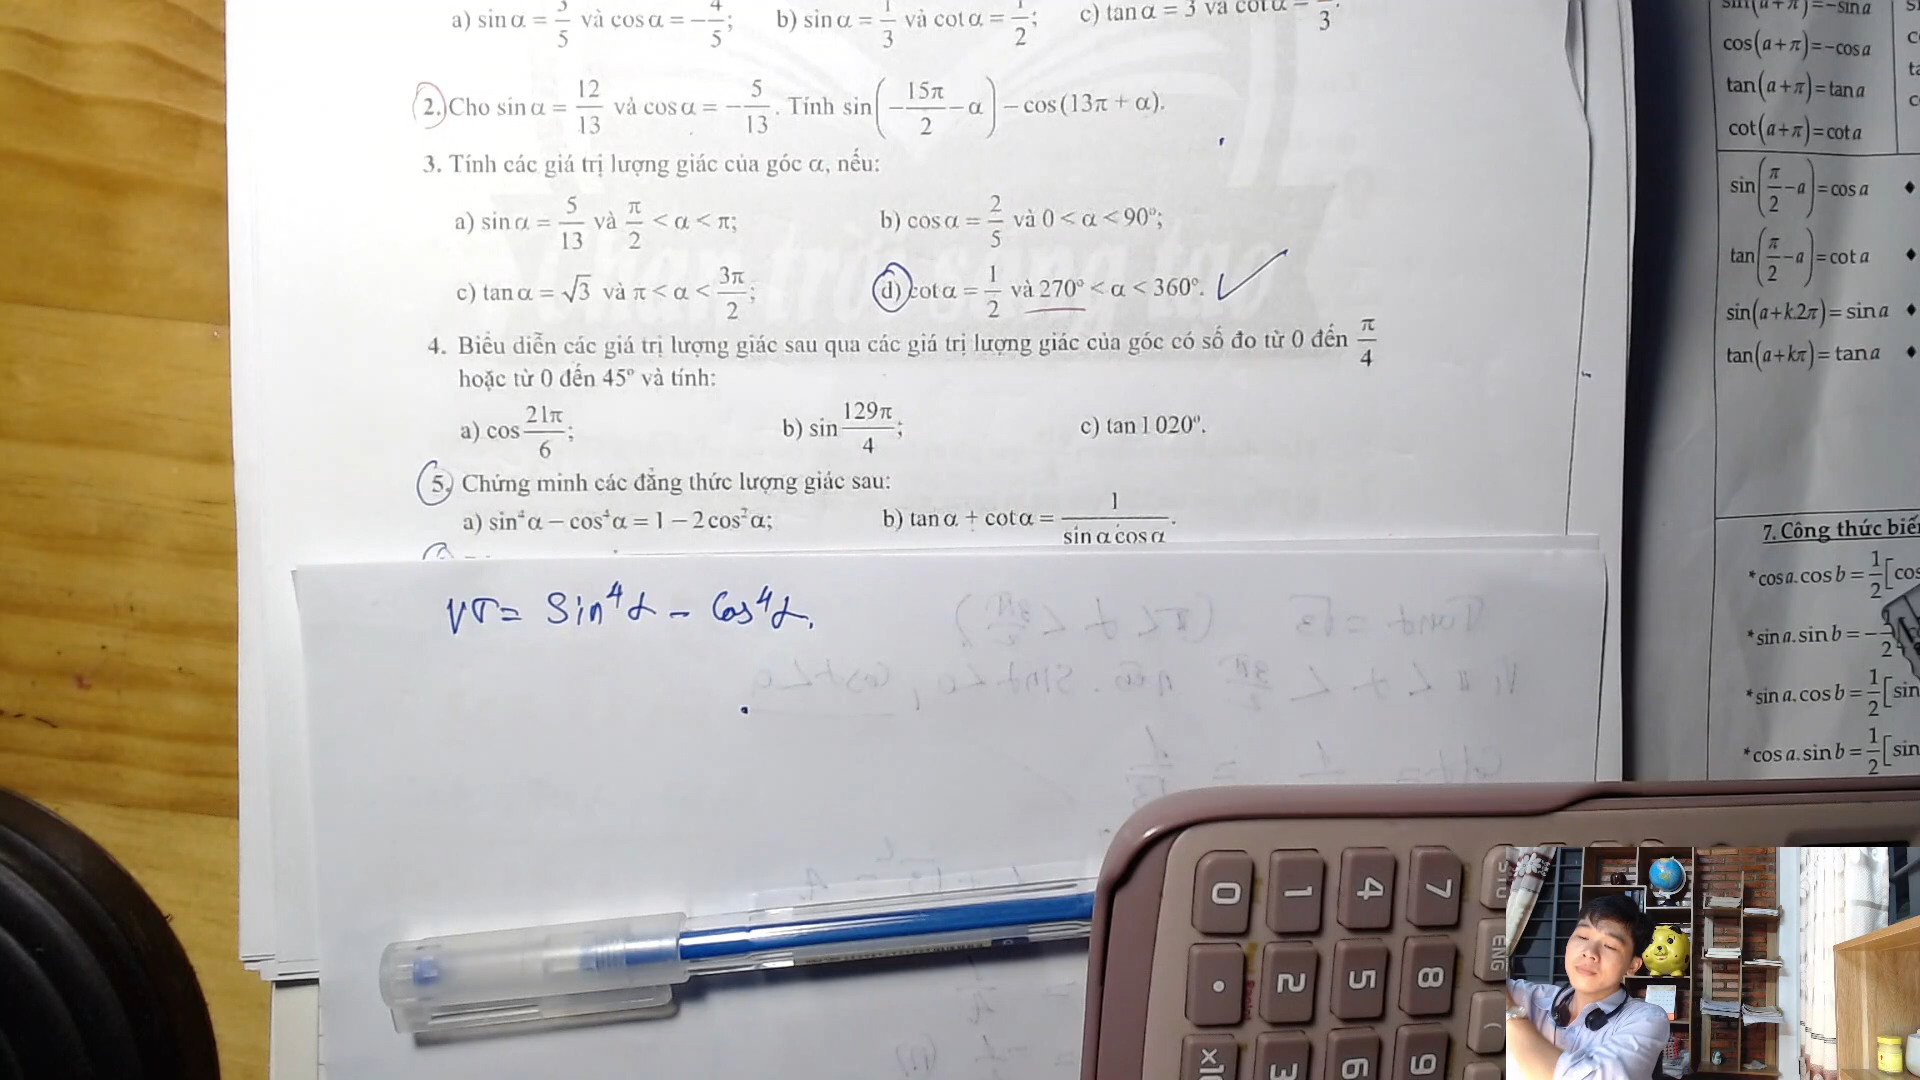 a) sin α = 3/5 và cos α = −4/5; b) sin α = 1/3 và cot α = 1/2; c) tan α = 3 và cot α = 1/3.
2. Cho sin α = 12/13 và cos α = −5/13. Tính sin(−15π/2 − α) − cos(13π + α).
3. Tính các giá trị lượng giác của góc α, nếu:
a) sin α = 5/13 và π/2 < α < π; b) cos α = 2/5 và 0 < α < 90°;
c) tan α = √3 và π < α < 3π/2; d) cot α = 1/2 và 270° < α < 360°.
4. Biểu diễn các giá trị lượng giác sau qua các giá trị lượng giác của góc có số đo từ 0 đến π/4
hoặc từ 0 đến 45° và tính:
a) cos 21π/6; b) sin 129π/4; c) tan 1 020°.
5. Chứng minh các đẳng thức lượng giác sau:
a) sin⁴α − cos⁴α = 1 − 2cos²α; b) tan α + cot α = 1/(sin α cos α).
VT = Sin⁴α − Cos⁴α.
sin(a+π) = −sin a
cos(a+π) = −cos a
tan(a+π) = tan a
cot(a+π) = cot a
sin(π/2 − a) = cos a
tan(π/2 − a) = cot a
sin(a+k2π) = sin a
tan(a+kπ) = tan a
7. Công thức biế
*cos a. cos b = 1/2[cos
*sin a. sin b = −
*sin a. cos b = 1/2[sin
*cos a. sin b = 1/2[sin
0 1 4 7
. 2 5 8 ENG
3 6 9